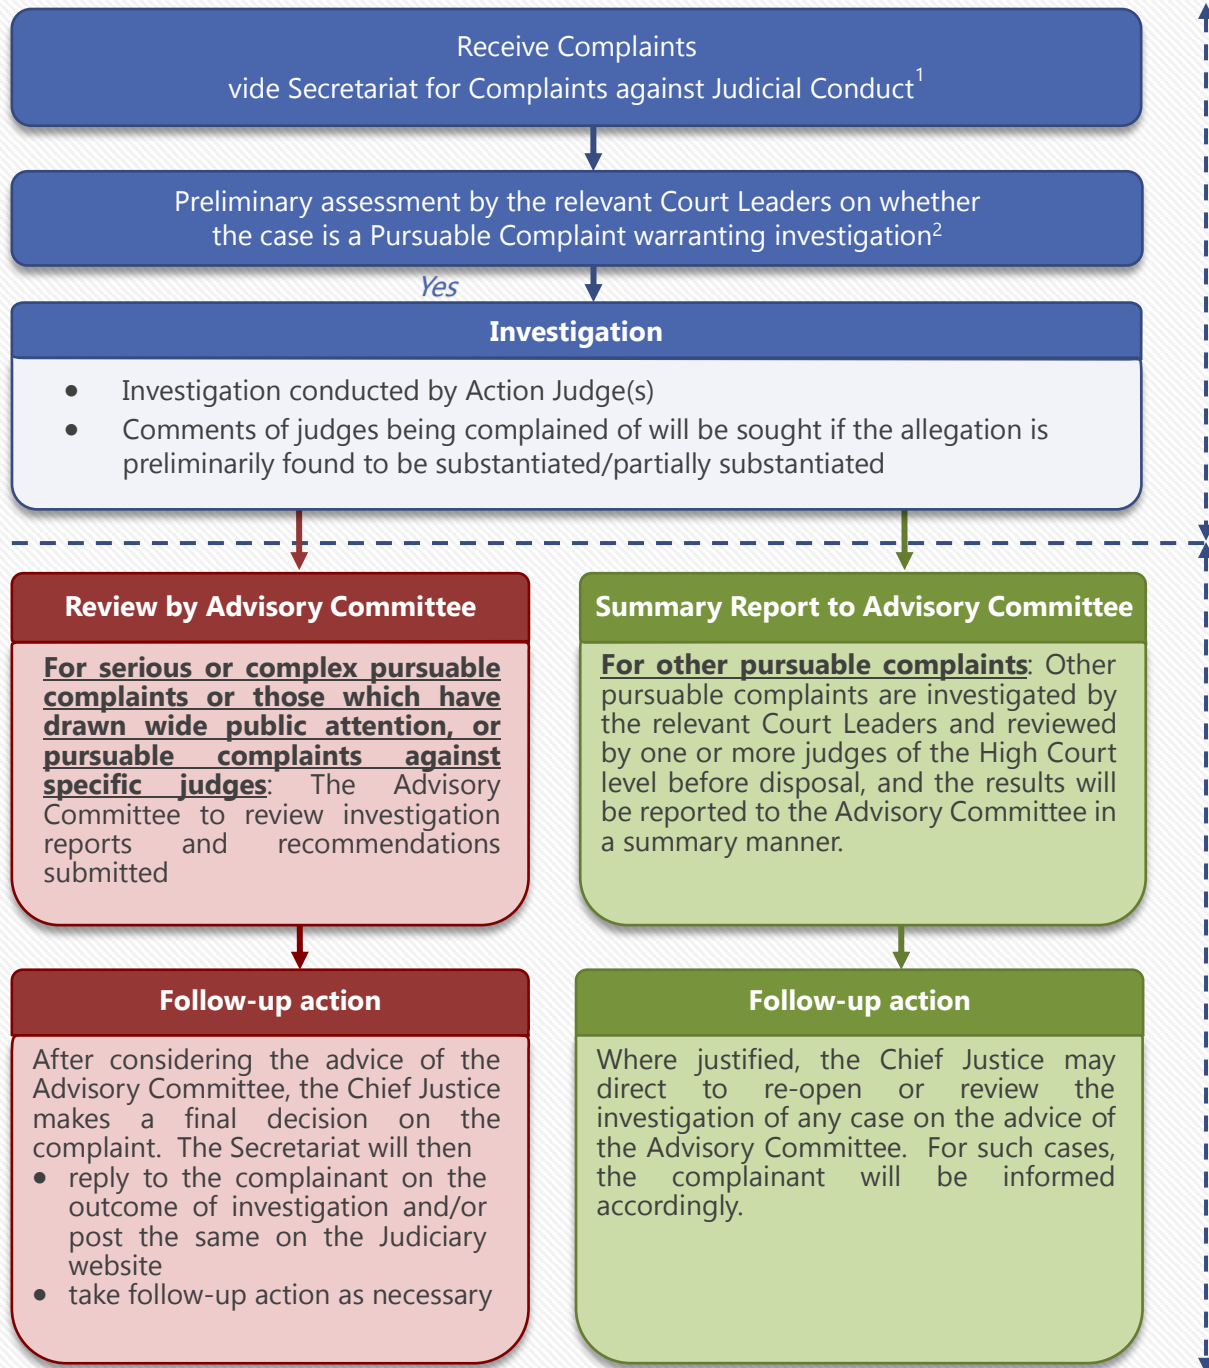 Receive Complaints
vide Secretariat for Complaints against Judicial Conduct1
Preliminary assessment by the relevant Court Leaders on whether
the case is a Pursuable Complaint warranting investigation2
Yes
Investigation
• Investigation conducted by Action Judge(s)
• Comments of judges being complained of will be sought if the allegation is
preliminarily found to be substantiated/partially substantiated
Review by Advisory Committee
For serious or complex pursuable
complaints or those which have
drawn wide public attention, or
pursuable complaints against
specific judges: The Advisory
Committee to review investigation
reports and recommendations
submitted
Summary Report to Advisory Committee
For other pursuable complaints: Other
pursuable complaints are investigated by
the relevant Court Leaders and reviewed
by one or more judges of the High Court
level before disposal, and the results will
be reported to the Advisory Committee in
a summary manner.
Follow-up action
After considering the advice of the
Advisory Committee, the Chief Justice
makes a final decision on the
complaint. The Secretariat will then
• reply to the complainant on the
outcome of investigation and/or
post the same on the Judiciary
website
• take follow-up action as necessary
Follow-up action
Where justified, the Chief Justice may
direct to re-open or review the
investigation of any case on the advice of
the Advisory Committee. For such cases,
the complainant will be informed
accordingly.